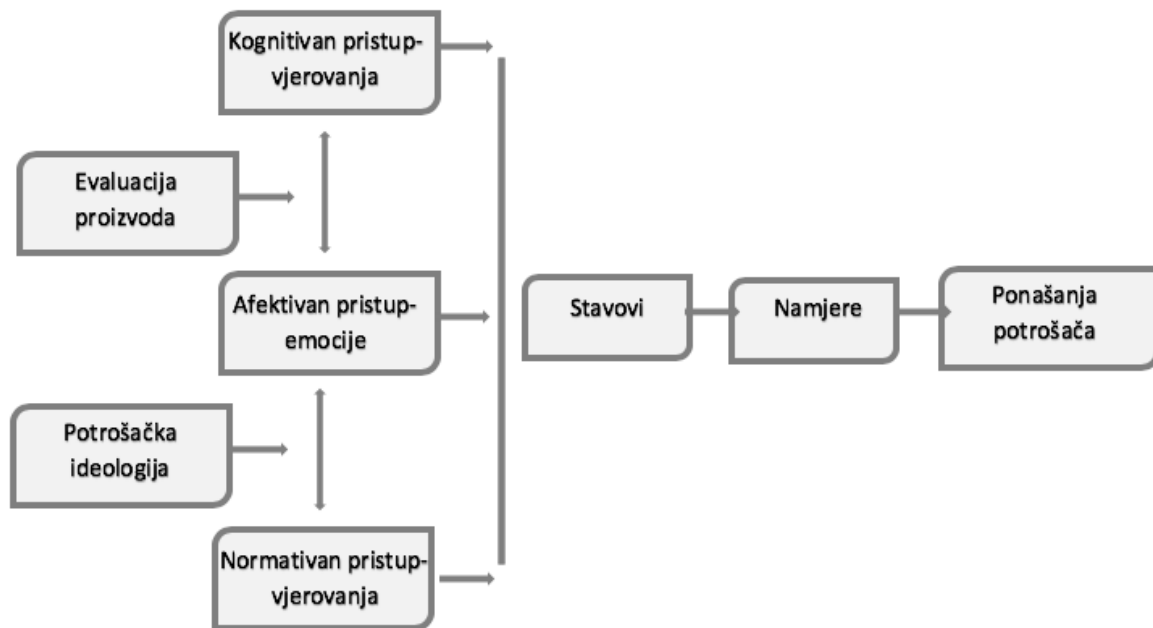 Kognitivan pristup-
vjerovanja
Evaluacija
proizvoda
Afektivan pristup-
emocije
Potrošačka
ideologija
Normativan pristup-
vjerovanja
Stavovi
Namjere
Ponašanja
potrošača